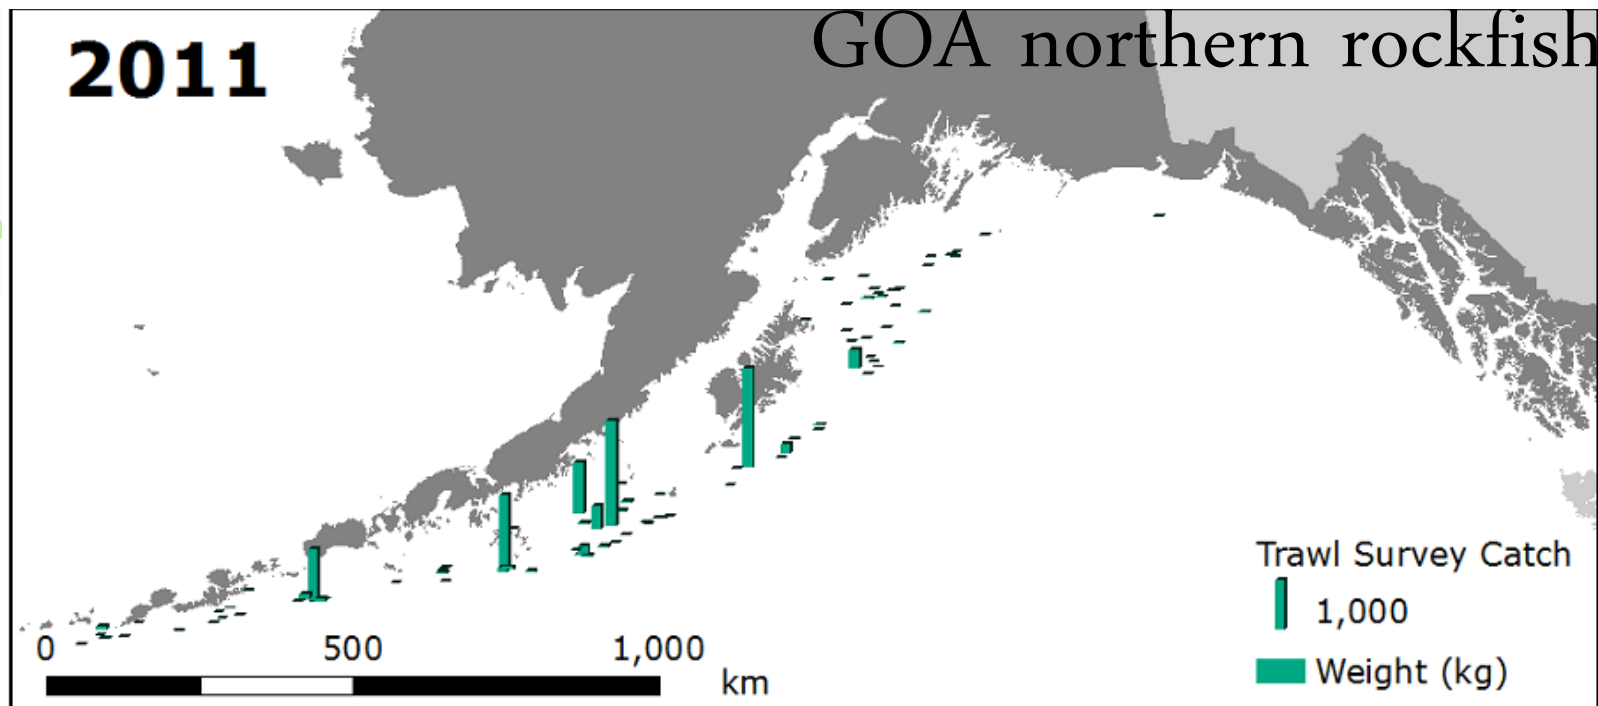 GOA northern rockfish
2011
Trawl Survey Catch
1,000
Weight (kg)
0 500 1,000
km